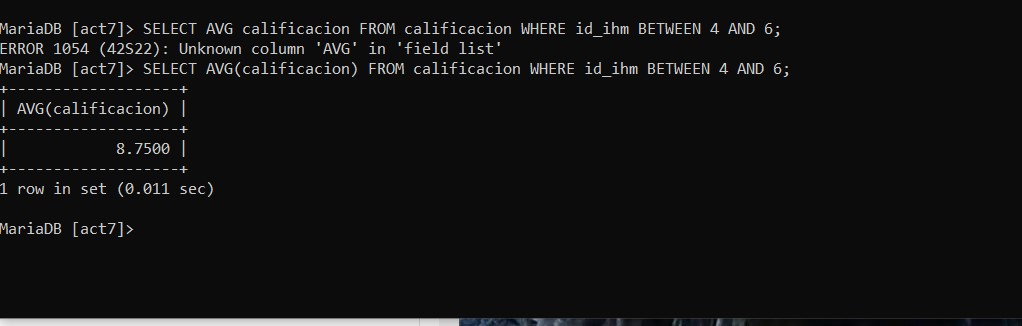 MariaDB [act7]> SELECT AVG calificacion FROM calificacion WHERE id_ihm BETWEEN 4 AND 6;
ERROR 1054 (42S22): Unknown column 'AVG' in 'field list'
MariaDB [act7]> SELECT AVG(calificacion) FROM calificacion WHERE id_ihm BETWEEN 4 AND 6;
+-------------------+
| AVG(calificacion) |
+-------------------+
|            8.7500 |
+-------------------+
1 row in set (0.011 sec)
MariaDB [act7]>